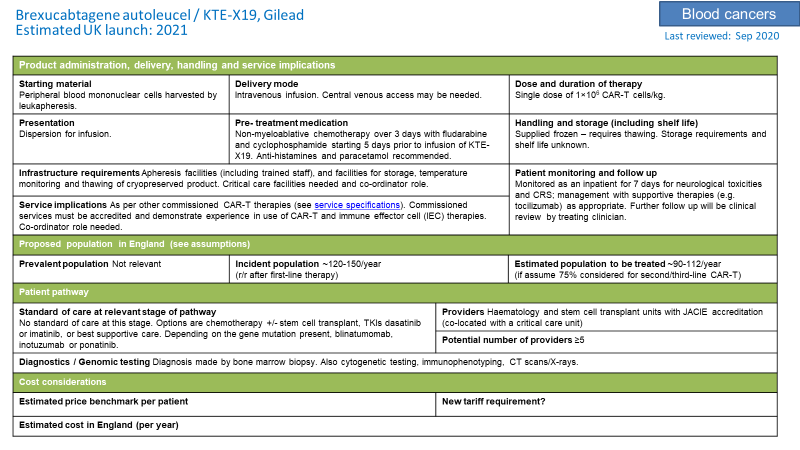 Brexucabtagene autoleucel / KTE-X19, Gilead
Estimated UK launch: 2021
Blood cancers
Last reviewed: Sep 2020
Product administration, delivery, handling and service implications
Starting material
Peripheral blood mononuclear cells harvested by
leukapheresis.
Delivery mode
Intravenous infusion. Central venous access may be needed.
Dose and duration of therapy
Single dose of 1×10⁶ CAR-T cells/kg.
Presentation
Dispersion for infusion.
Pre- treatment medication
Non-myeloablative chemotherapy over 3 days with fludarabine
and cyclophosphamide starting 5 days prior to infusion of KTE-
X19. Anti-histamines and paracetamol recommended.
Handling and storage (including shelf life)
Supplied frozen – requires thawing. Storage requirements and
shelf life unknown.
Infrastructure requirements Apheresis facilities (including trained staff), and facilities for storage, temperature
monitoring and thawing of cryopreserved product. Critical care facilities needed and co-ordinator role.
Service implications As per other commissioned CAR-T therapies (see service specifications). Commissioned
services must be accredited and demonstrate experience in use of CAR-T and immune effector cell (IEC) therapies.
Co-ordinator role needed.
Patient monitoring and follow up
Monitored as an inpatient for 7 days for neurological toxicities
and CRS; management with supportive therapies (e.g.
tocilizumab) as appropriate. Further follow up will be clinical
review by treating clinician.
Proposed population in England (see assumptions)
Prevalent population Not relevant
Incident population ~120-150/year
(r/r after first-line therapy)
Estimated population to be treated ~90-112/year
(if assume 75% considered for second/third-line CAR-T)
Patient pathway
Standard of care at relevant stage of pathway
No standard of care at this stage. Options are chemotherapy +/- stem cell transplant, TKIs dasatinib
or imatinib, or best supportive care. Depending on the gene mutation present, blinatumomab,
inotuzumab or ponatinib.
Providers Haematology and stem cell transplant units with JACIE accreditation
(co-located with a critical care unit)
Potential number of providers ≥5
Diagnostics / Genomic testing Diagnosis made by bone marrow biopsy. Also cytogenetic testing, immunophenotyping, CT scans/X-rays.
Cost considerations
Estimated price benchmark per patient
New tariff requirement?
Estimated cost in England (per year)